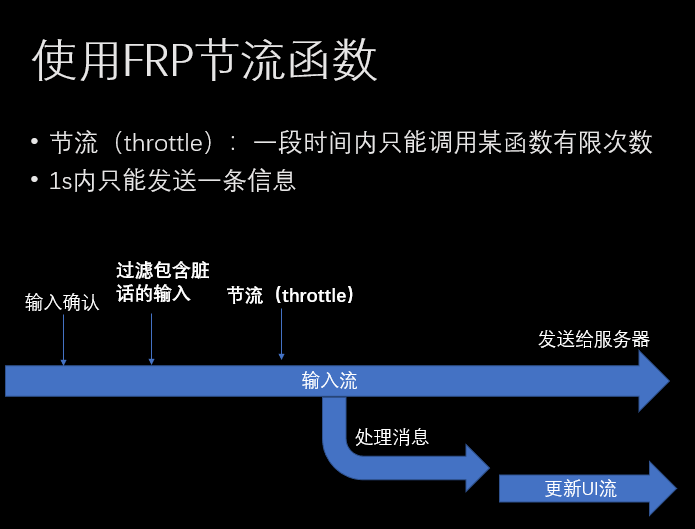 使用FRP节流函数
• 节流（throttle）：一段时间内只能调用某函数有限次数
• 1s内只能发送一条信息
输入确认
过滤包含脏
话的输入
节流（throttle）
发送给服务器
输入流
处理消息
更新UI流